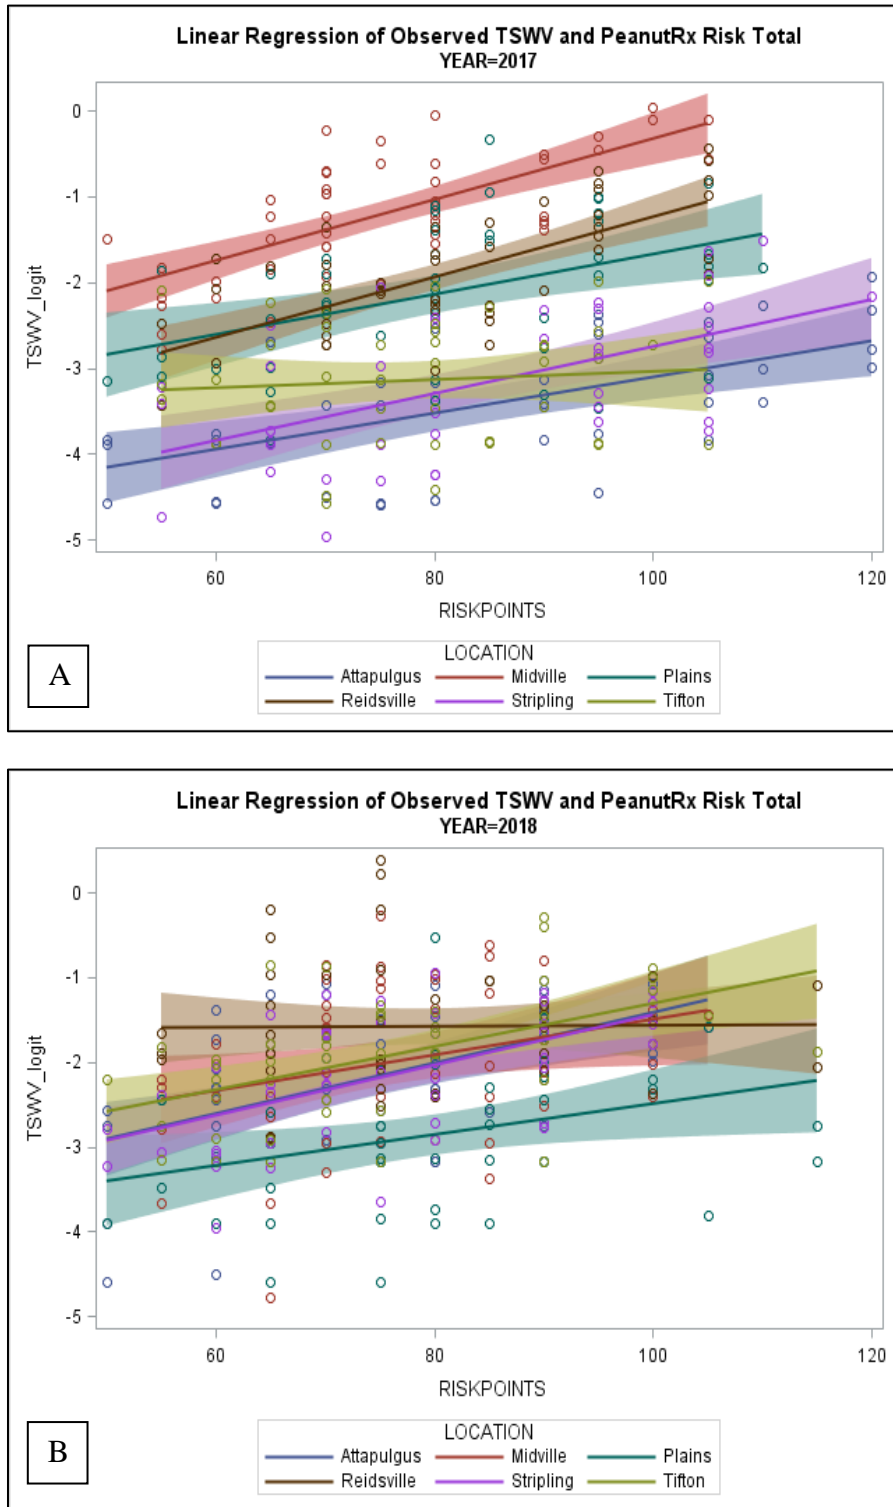 Linear Regression of Observed TSWV and PeanutRx Risk Total
YEAR=2017
0
-1
-2
-3
-4
-5
TSWV_logit
60 80 100 120
RISKPOINTS
LOCATION
Attapulgus Midville Plains
Reidsville Stripling Tifton
A
Linear Regression of Observed TSWV and PeanutRx Risk Total
YEAR=2018
0
-1
-2
-3
-4
-5
TSWV_logit
60 80 100 120
RISKPOINTS
LOCATION
Attapulgus Midville Plains
Reidsville Stripling Tifton
B